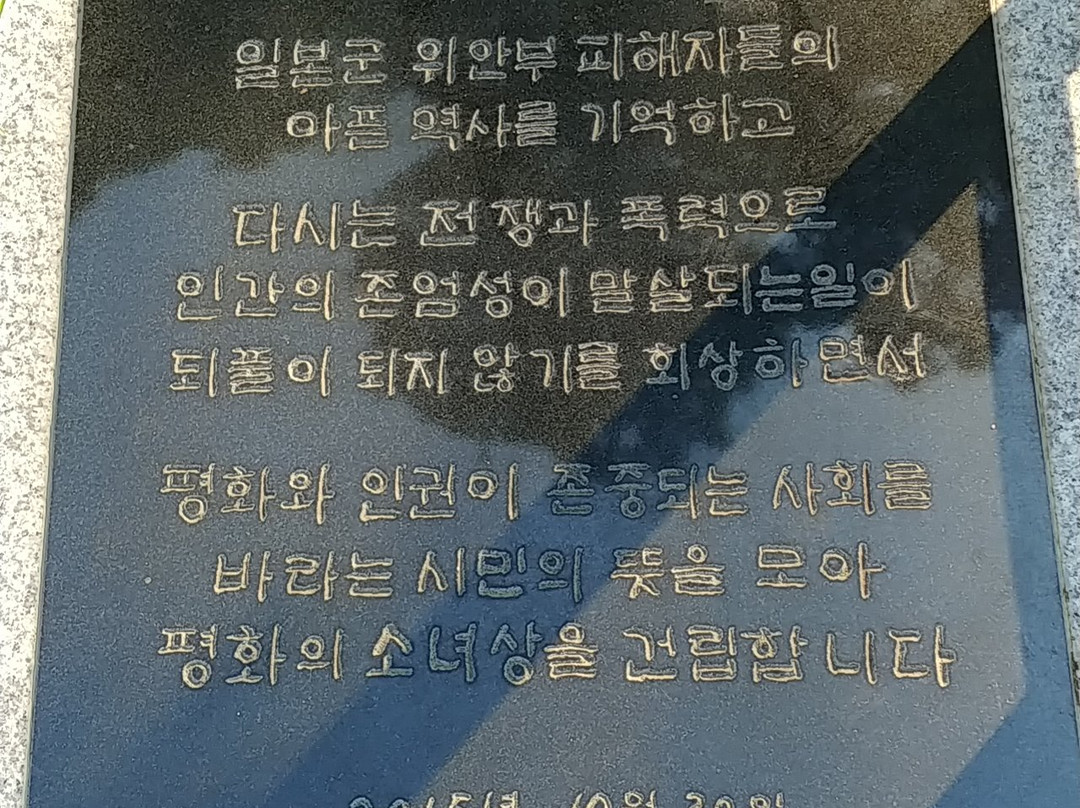 일본군 위안부 피해자들의
아픈 역사를 기억하고
다시는 전쟁과 폭력으로
인간의 존엄성이 말살되는일이
되풀이 되지 않기를 회상하면서
평화와 인권이 존중되는 사회를
바라는 시민의 뜻을 모아
평화의 소녀상을 건립합니다